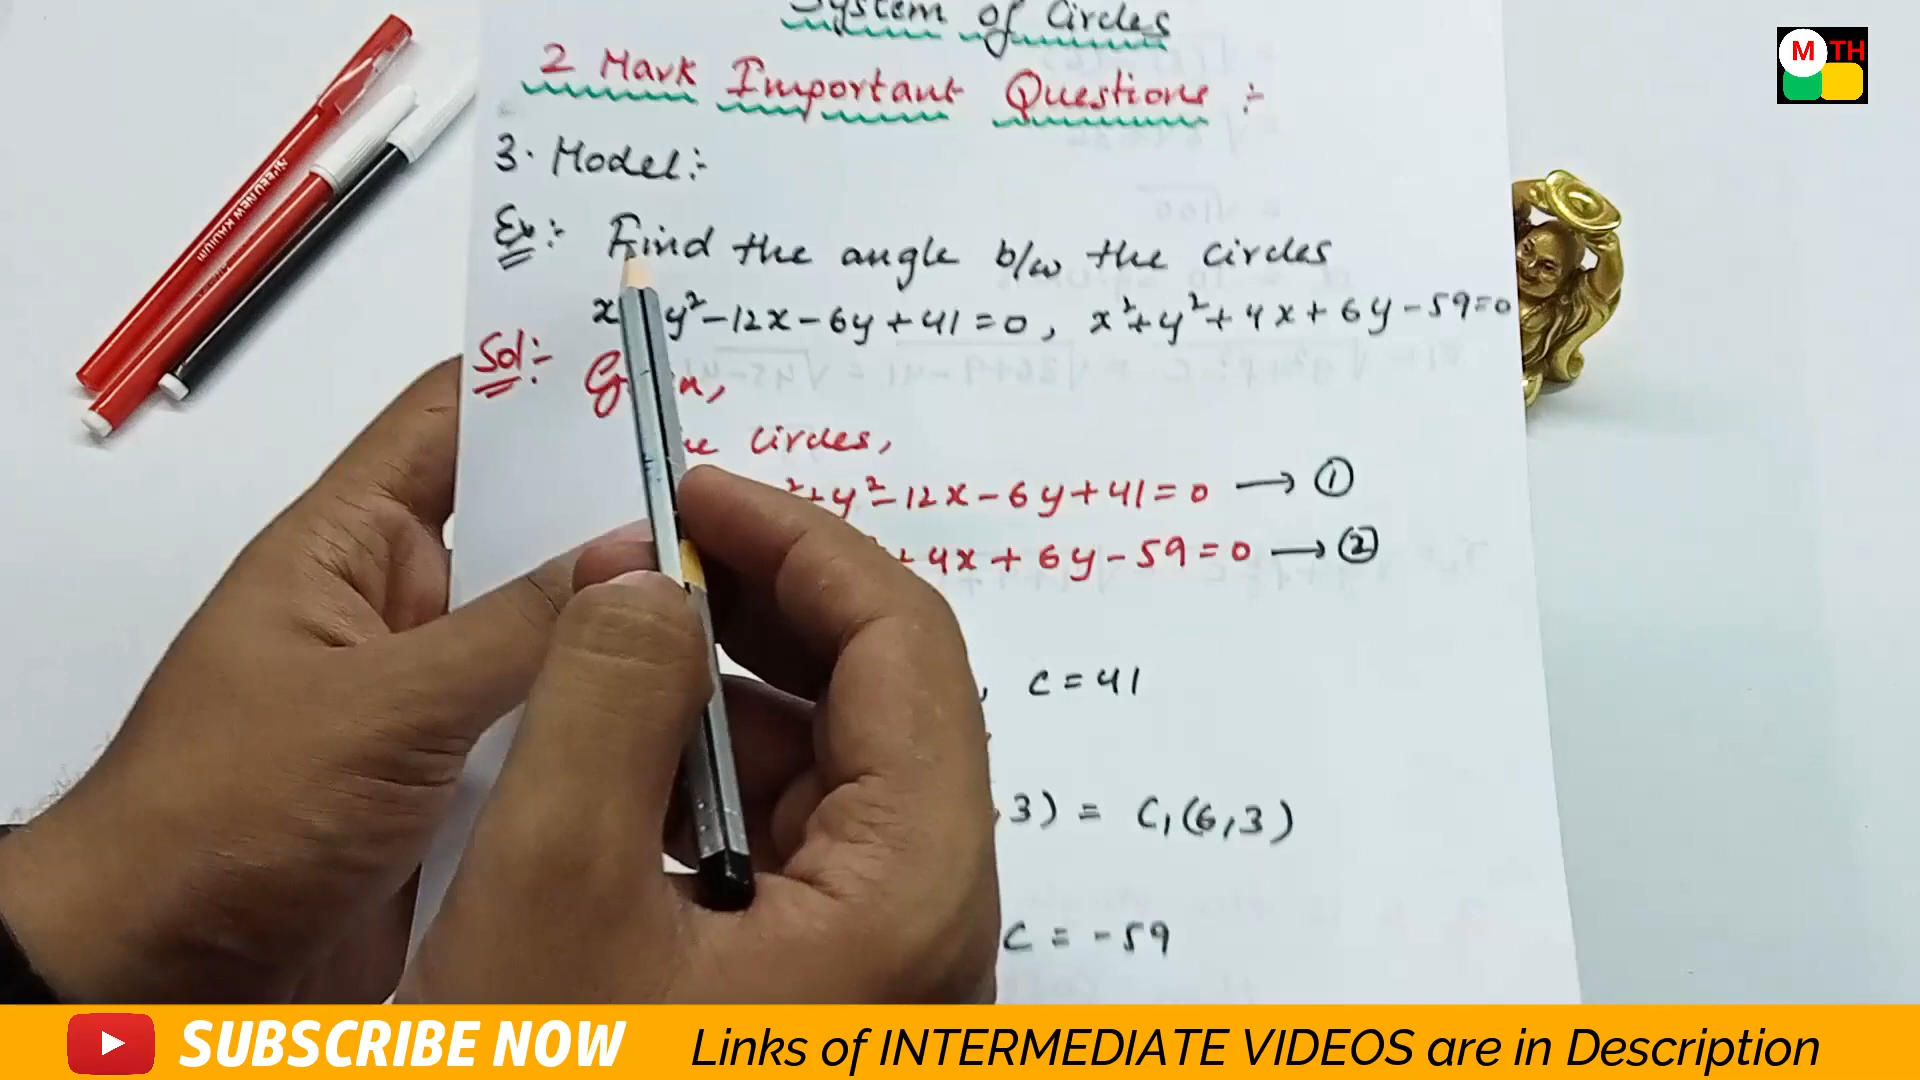 System of Circles
2 Mark Important Questions :-
3. Model:-
Ex:- Find the angle b/w the circles
x y²-12x-6y+41=0, x²+y²+4x+6y-59=0
Sol:-
Circles,
²+y²-12x-6y+41=0 → ①
+4x+6y-59=0 → ②
, c=41
,3) = C₁(6,3)
C = -59
M TH
SUBSCRIBE NOW Links of INTERMEDIATE VIDEOS are in Description